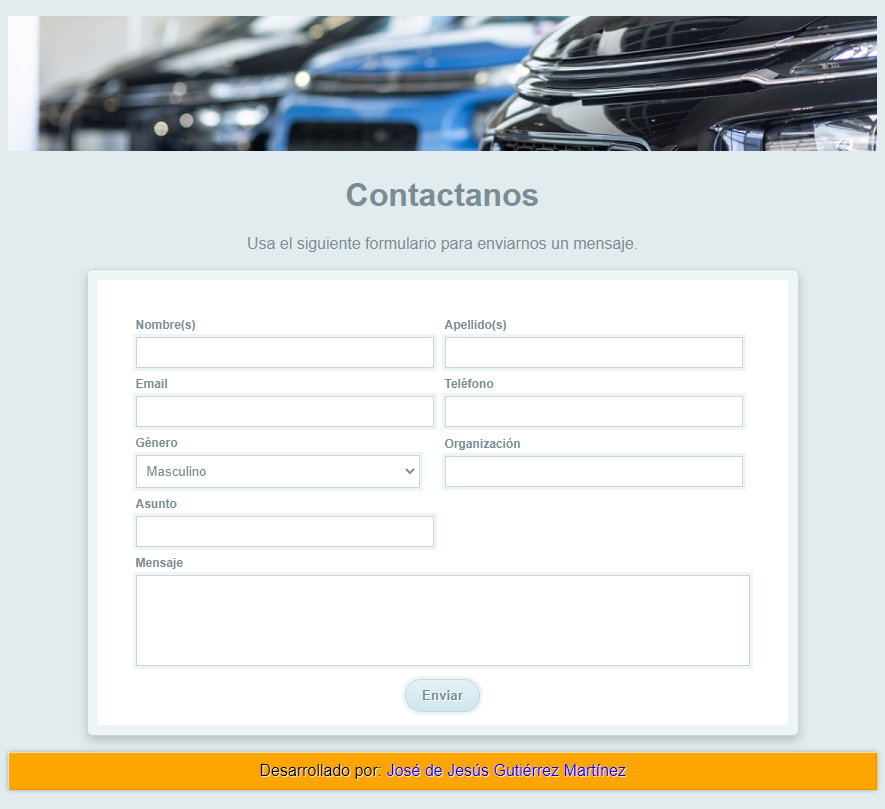 Contactanos
Usa el siguiente formulario para enviarnos un mensaje.
Nombre(s) Apellido(s)
Email Teléfono
Género Organización
Masculino
Asunto
Mensaje
Enviar
Desarrollado por: José de Jesús Gutiérrez Martínez